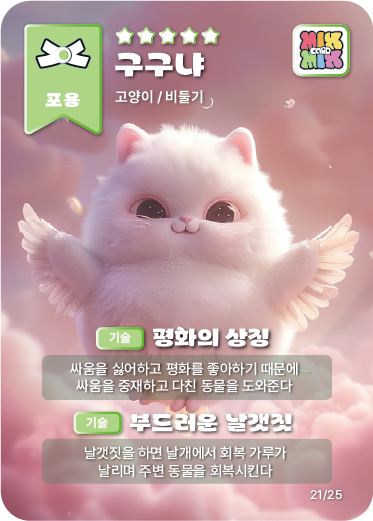 구구냐
MIX
CARD
MIX
포용
고양이 / 비둘기
기술 평화의 상징
싸움을 싫어하고 평화를 좋아하기 때문에
싸움을 중재하고 다친 동물을 도와준다
기술 부드러운 날갯짓
날갯짓을 하면 날개에서 회복 가루가
날리며 주변 동물을 회복시킨다
21/25